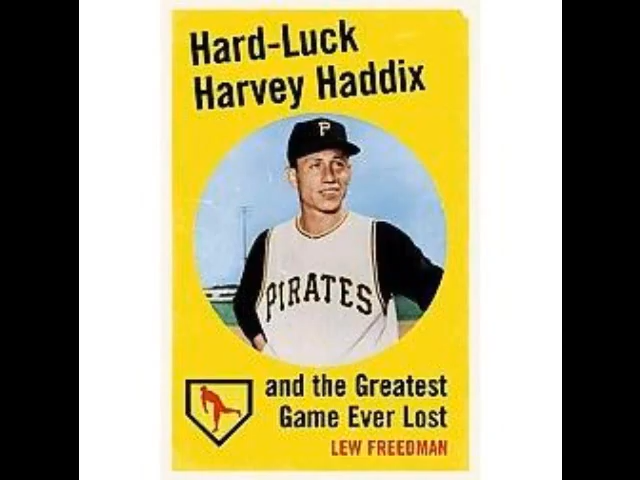 Hard-Luck
Harvey Haddix
P
PIRATES
and the Greatest
Game Ever Lost
LEW FREEDMAN